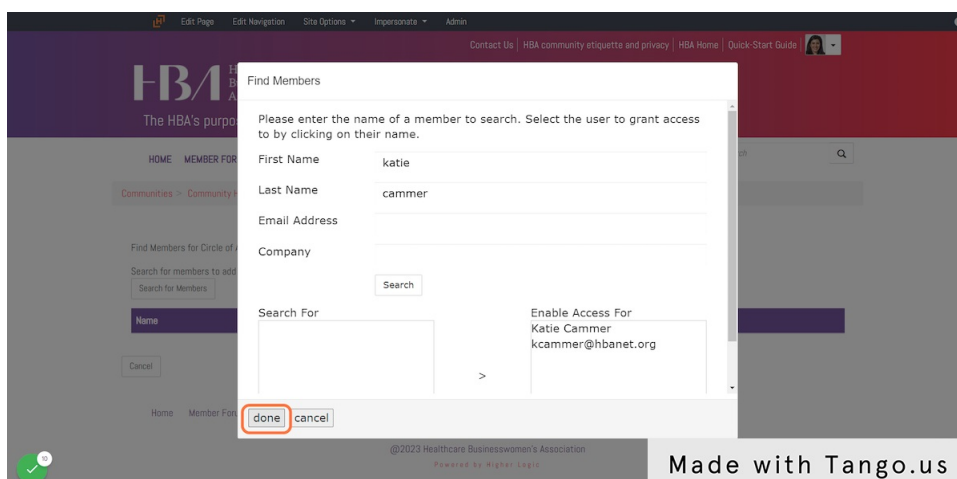 Edit Page Edit Navigation Site Options Impersonate Admin
Contact Us | HBA community etiquette and privacy | HBA Home | Quick-Start Guide
HBA
The HBA's purpo
HOME MEMBER FOR
Communities > Community H
Find Members for Circle of
Search for members to add
Search for Members
Name
Cancel
Home Member For
Find Members
Please enter the name of a member to search. Select the user to grant access
to by clicking on their name.
First Name katie
Last Name cammer
Email Address
Company
Search
Search For Enable Access For
Katie Cammer
kcammer@hbanet.org
>
done cancel
@2023 Healthcare Businesswomen's Association
Powered by Higher Logic
10
Made with Tango.us